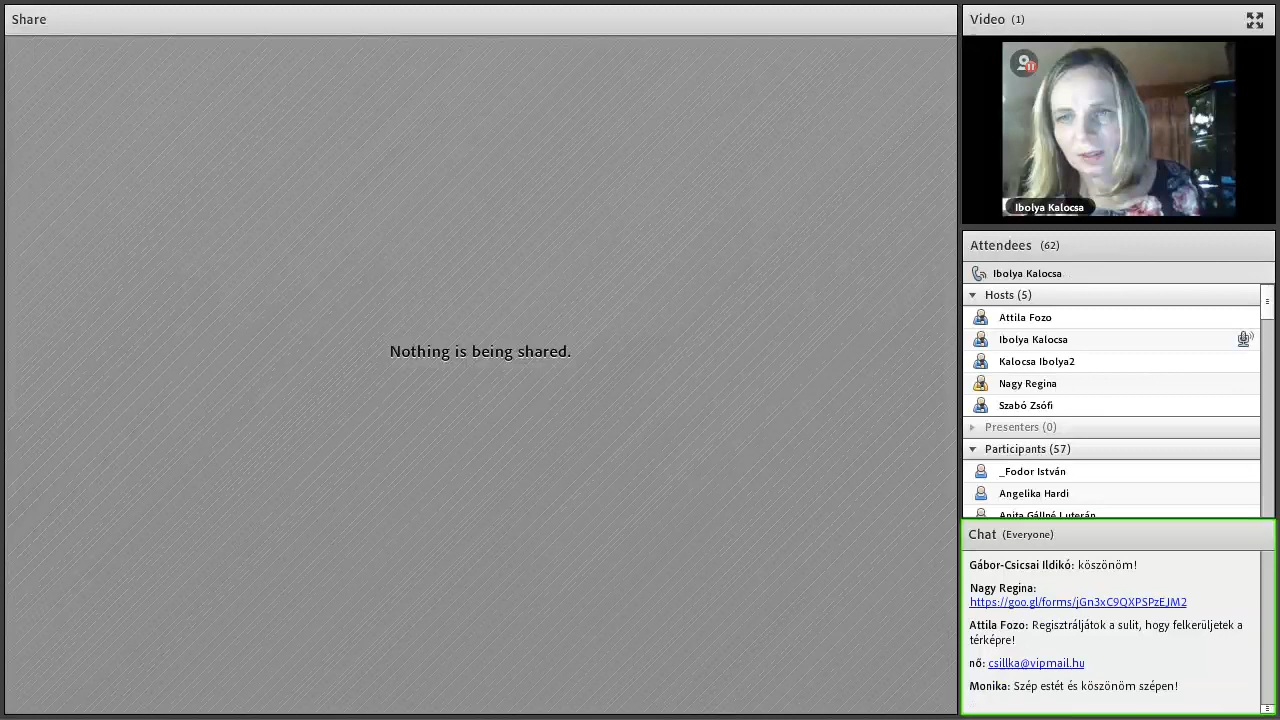 Share
Nothing is being shared.
Video (1)
Ibolya Kalocsa
Attendees (62)
Ibolya Kalocsa
Hosts (5)
Attila Fozo
Ibolya Kalocsa
Kalocsa Ibolya2
Nagy Regina
Szabó Zsófi
Presenters (0)
Participants (57)
_Fodor István
Angelika Hardi
Anita Gállné Luterán
Chat (Everyone)
Gábor-Csicsai Ildikó: köszönöm!
Nagy Regina:
https://goo.gl/forms/jGn3xC9QXPSPzEJM2
Attila Fozo: Regisztráljátok a sulit, hogy felkerüljetek a
térképre!
nő: csillka@vipmail.hu
Monika: Szép estét és köszönöm szépen!